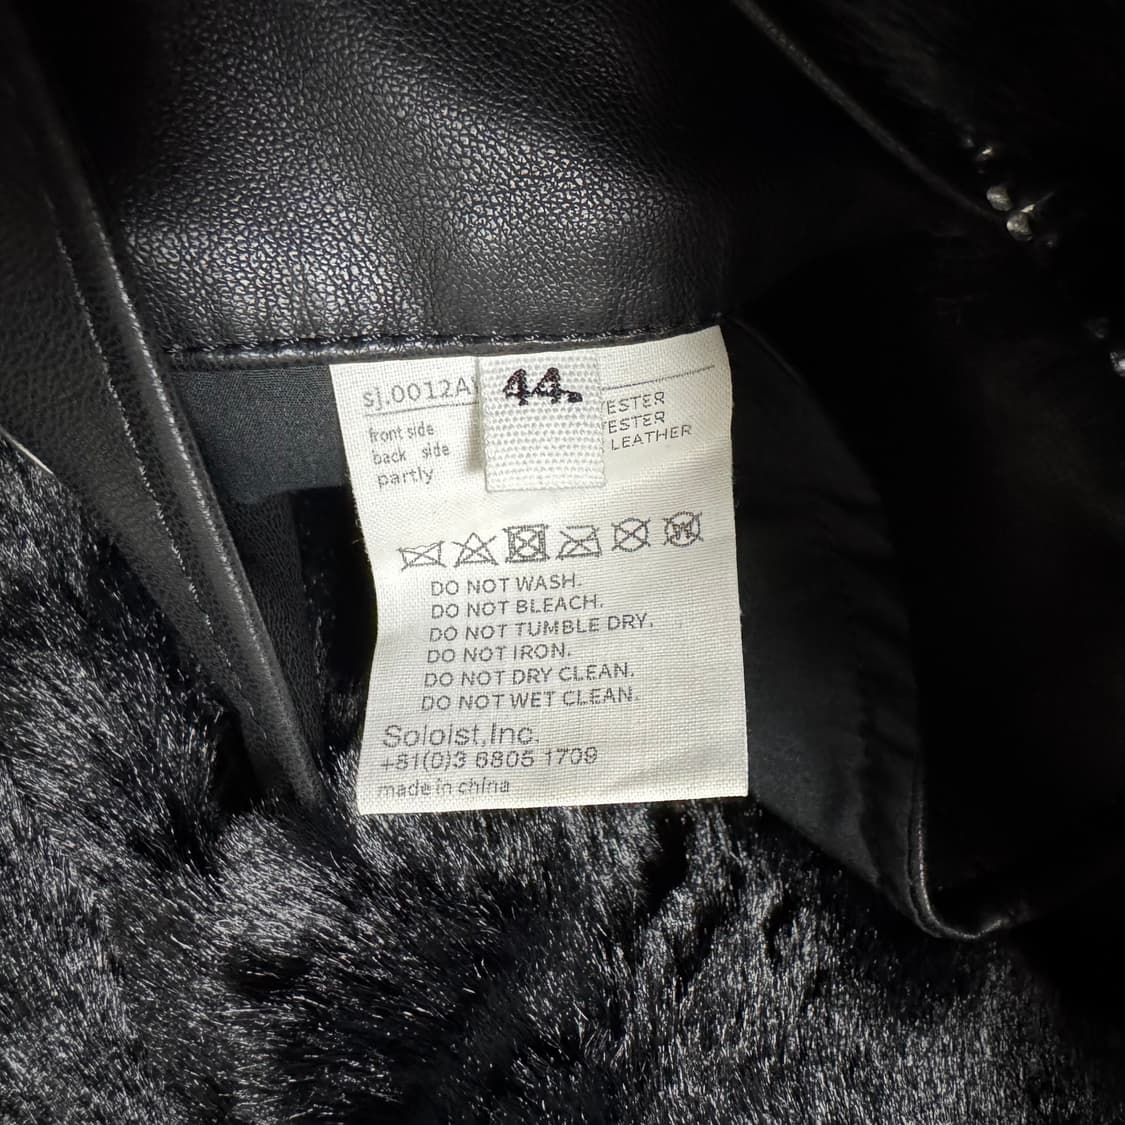 sj.0012A
44.
front side
ESTER
back side
ESTER
partly
LEATHER
DO NOT WASH.
DO NOT BLEACH.
DO NOT TUMBLE DRY.
DO NOT IRON.
DO NOT DRY CLEAN.
DO NOT WET CLEAN.
Soloist,Inc.
+81(0)3 6805 1709
made in china